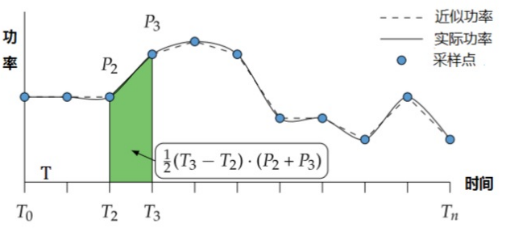 P₃
近似功率
实际功率
采样点
功
率
P₂
½(T₃ − T₂) · (P₂ + P₃)
T
时间
T₀
T₂
T₃
Tₙ